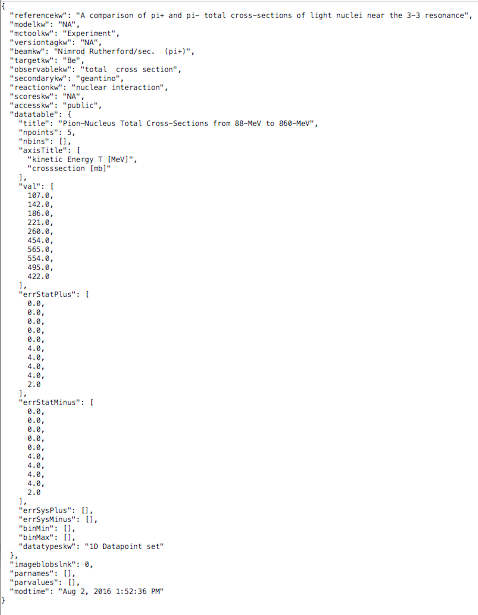 {
  "referencekw": "A comparison of pi+ and pi- total cross-sections of light nuclei near the 3-3 resonance",
  "modelkw": "NA",
  "mctoolkw": "Experiment",
  "versiontagkw": "NA",
  "beamkw": "Nimrod Rutherford/sec.  (pi+)",
  "targetkw": "Be",
  "observablekw": "total  cross section",
  "secondarykw": "geantino",
  "reactionkw": "nuclear interaction",
  "scoreskw": "NA",
  "accesskw": "public",
  "datatable": {
    "title": "Pion-Nucleus Total Cross-Sections from 88-MeV to 860-MeV",
    "npoints": 5,
    "nbins": [],
    "axisTitle": [
      "kinetic Energy T [MeV]",
      "crosssection [mb]"
    ],
    "val": [
      107.0,
      142.0,
      186.0,
      221.0,
      260.0,
      454.0,
      565.0,
      554.0,
      495.0,
      422.0
    ],
    "errStatPlus": [
      0.0,
      0.0,
      0.0,
      0.0,
      0.0,
      4.0,
      4.0,
      4.0,
      4.0,
      2.0
    ],
    "errStatMinus": [
      0.0,
      0.0,
      0.0,
      0.0,
      0.0,
      4.0,
      4.0,
      4.0,
      4.0,
      2.0
    ],
    "errSysPlus": [],
    "errSysMinus": [],
    "binMin": [],
    "binMax": [],
    "datatypeskw": "1D Datapoint set"
  },
  "imageblobslnk": 0,
  "parnames": [],
  "parvalues": [],
  "modtime": "Aug 2, 2016 1:52:36 PM"
}